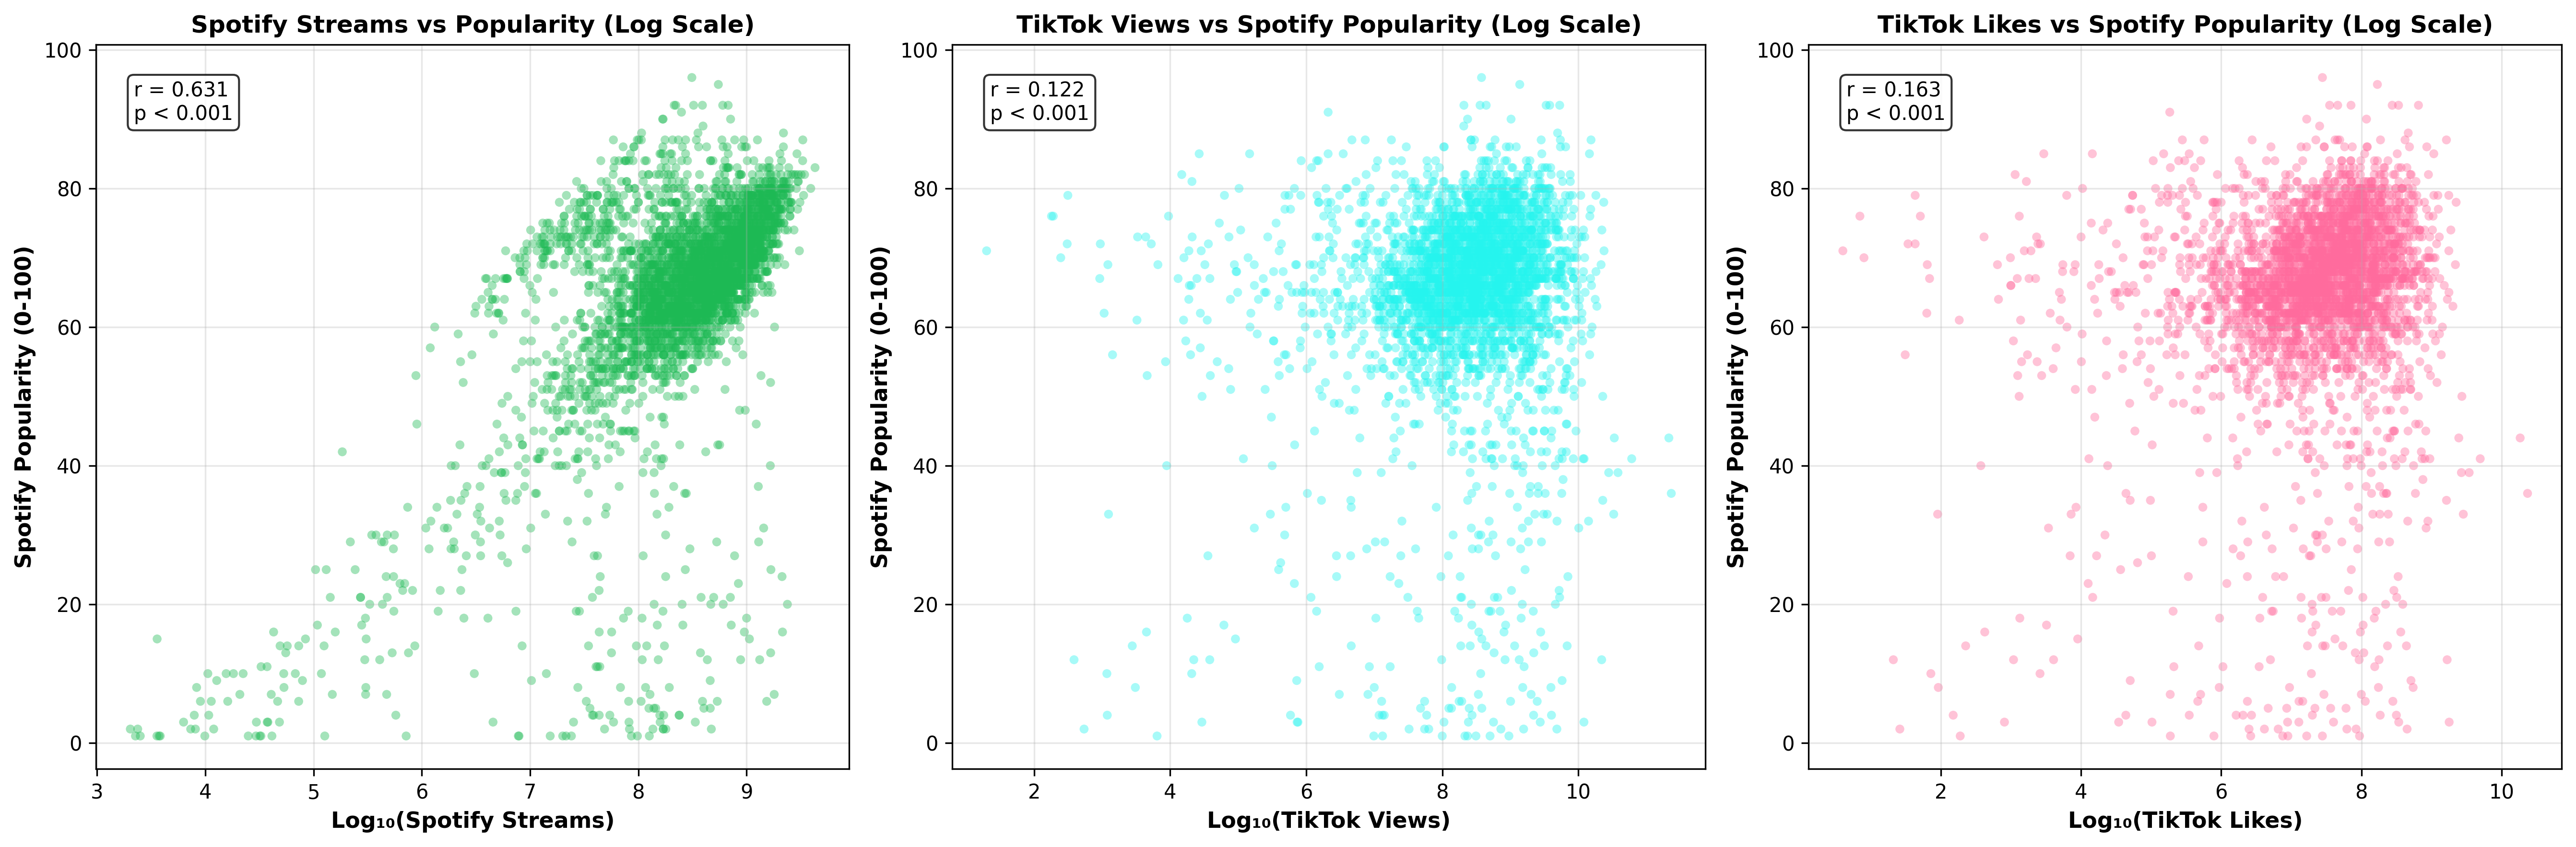 Spotify Streams vs Popularity (Log Scale)
r = 0.631
p < 0.001
Spotify Popularity (0-100)
100
80
60
40
20
0
3 4 5 6 7 8 9
Log₁₀(Spotify Streams)
TikTok Views vs Spotify Popularity (Log Scale)
r = 0.122
p < 0.001
Spotify Popularity (0-100)
100
80
60
40
20
0
2 4 6 8 10
Log₁₀(TikTok Views)
TikTok Likes vs Spotify Popularity (Log Scale)
r = 0.163
p < 0.001
Spotify Popularity (0-100)
100
80
60
40
20
0
2 4 6 8 10
Log₁₀(TikTok Likes)